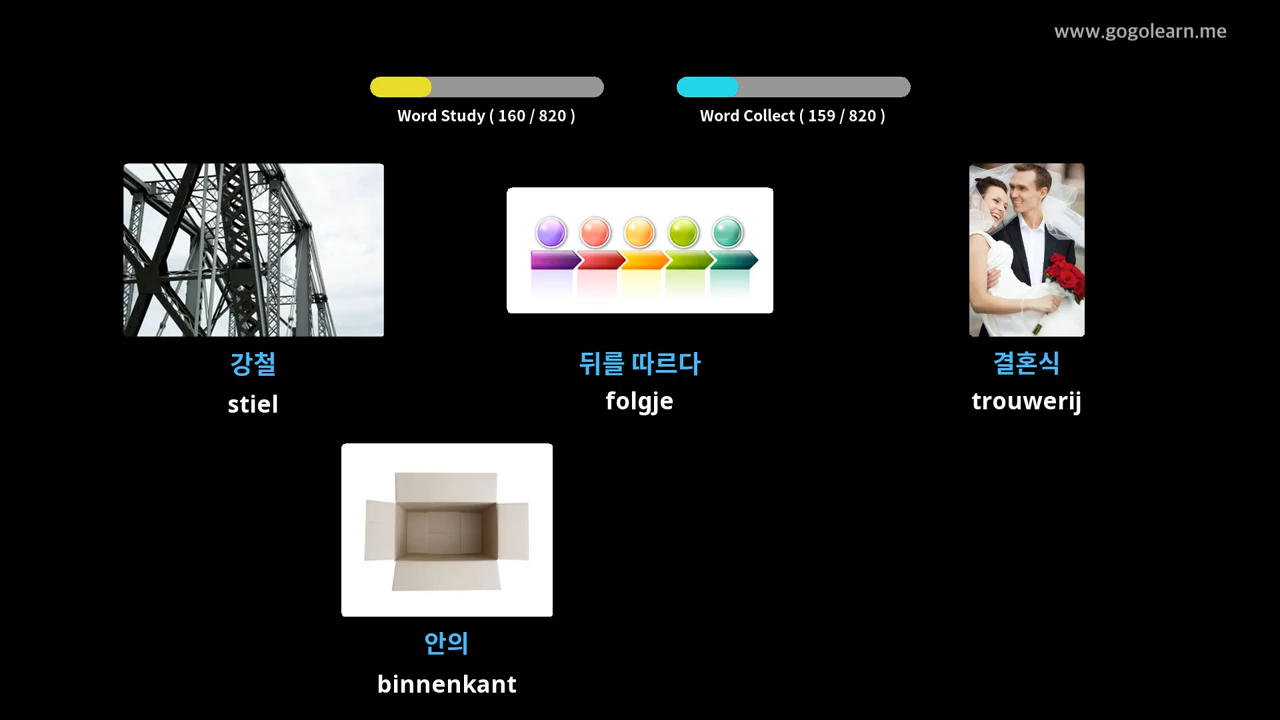 www.gogolearn.me
Word Study ( 160 / 820 )
Word Collect ( 159 / 820 )
강철
stiel
뒤를 따르다
folgje
결혼식
trouwerij
안의
binnenkant